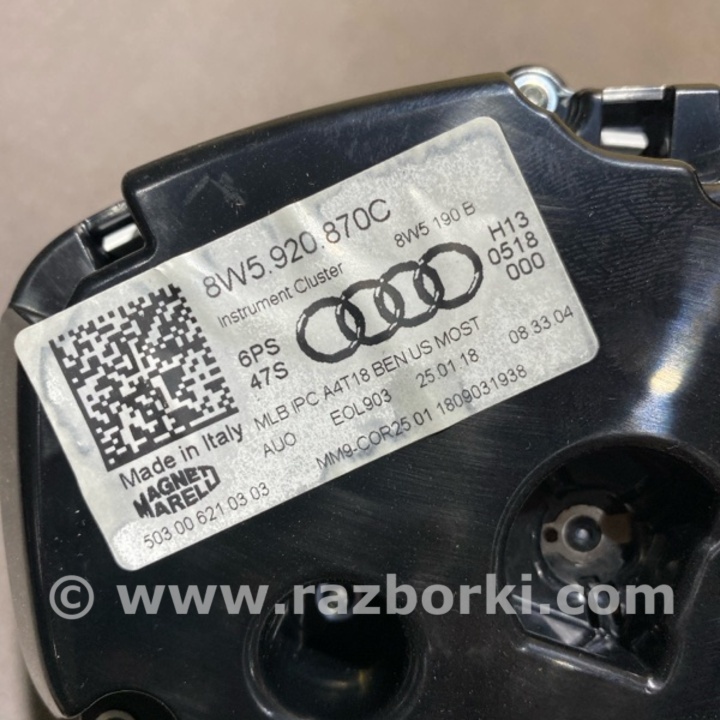 8W5.920.870C
Instrument Cluster
8W5 190 B
H13
0518
000
6PS
47S
Made in Italy
MLB IPC A4T18 BEN US MOST
AUO EOL903 25.01.18 08.33.04
MM9-COR25 01 1809031938
MAGNETI
MARELLI
503 00 621 03 03
© www.razborki.com